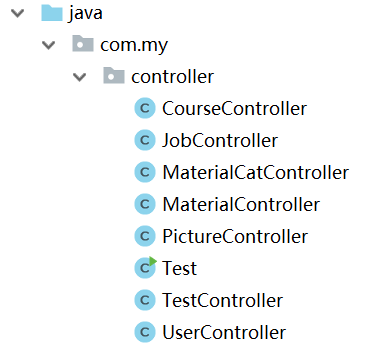 java
com.my
controller
C CourseController
C JobController
C MaterialCatController
C MaterialController
C PictureController
C Test
C TestController
C UserController